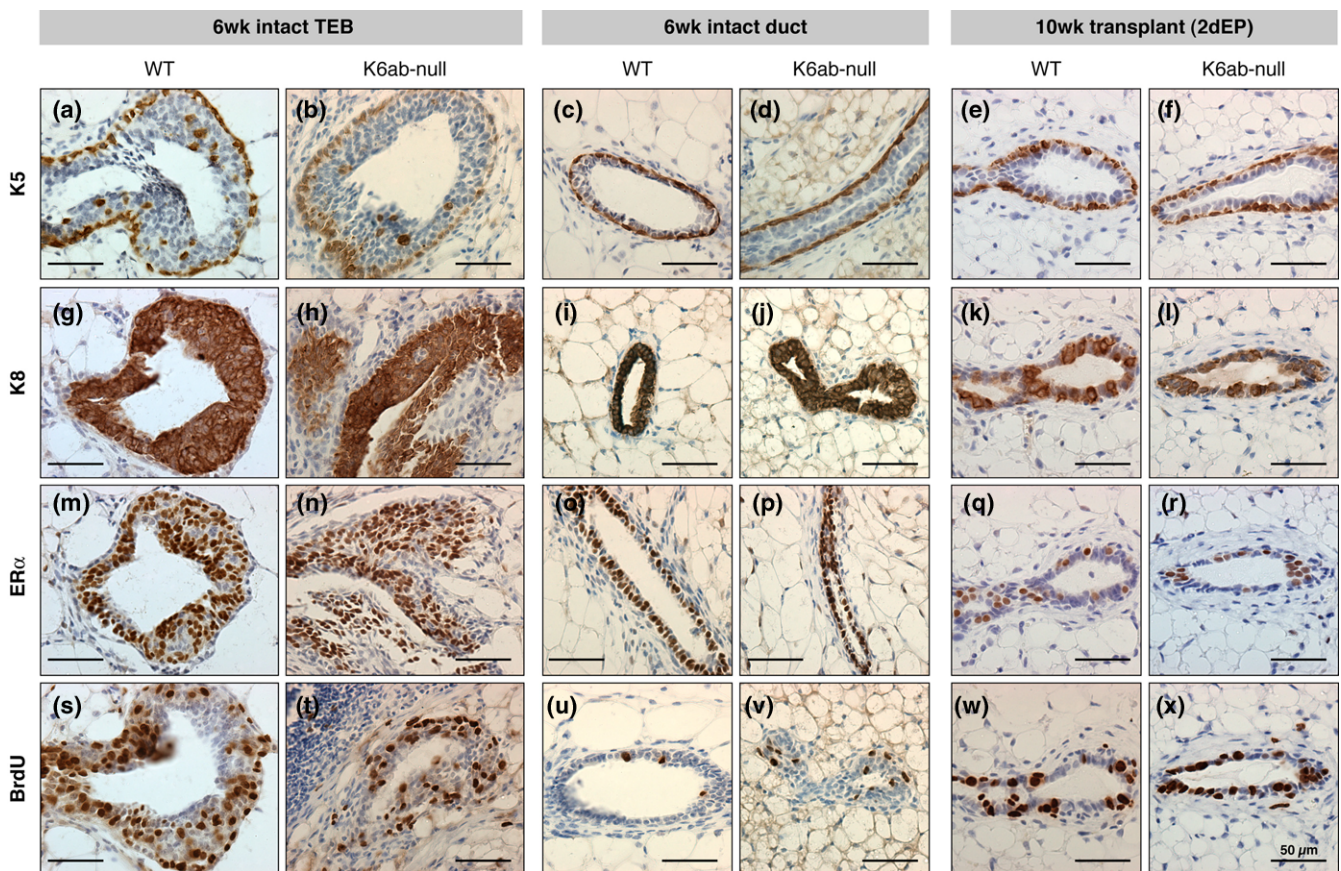 6wk intact TEB 6wk intact duct 10wk transplant (2dEP)
WT K6ab-null WT K6ab-null WT K6ab-null
K5 (a) (b) (c) (d) (e) (f)
K8 (g) (h) (i) (j) (k) (l)
ERα (m) (n) (o) (p) (q) (r)
BrdU (s) (t) (u) (v) (w) (x)
50 µm